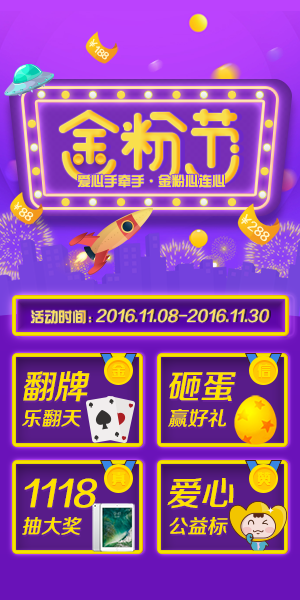 ¥188
金粉节
爱心手牵手·金粉心连心
¥88
¥288
活动时间：2016.11.08-2016.11.30
金
翻牌
乐翻天
信
砸蛋
赢好礼
真
1118
抽大奖
爱心
公益标